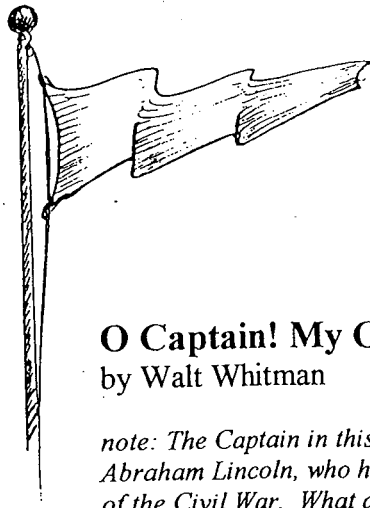 O Captain! My
by Walt Whitman
note: The Captain in this
Abraham Lincoln, who
of the Civil War. What